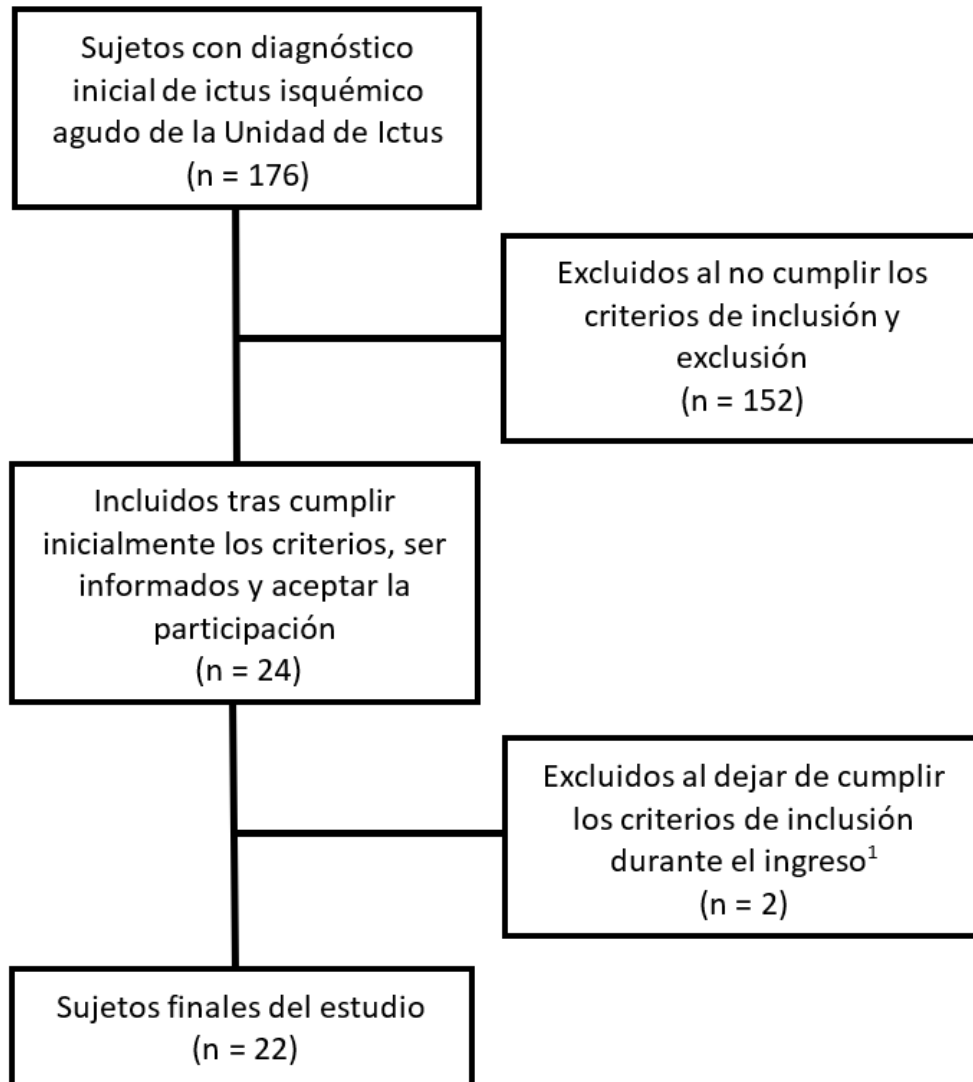 Sujetos con diagnóstico
inicial de ictus isquémico
agudo de la Unidad de Ictus
(n = 176)
Excluidos al no cumplir los
criterios de inclusión y
exclusión
(n = 152)
Incluidos tras cumplir
inicialmente los criterios, ser
informados y aceptar la
participación
(n = 24)
Excluidos al dejar de cumplir
los criterios de inclusión
durante el ingreso¹
(n = 2)
Sujetos finales del estudio
(n = 22)